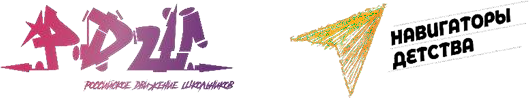 РДШ
РОССИЙСКОЕ ДВИЖЕНИЕ ШКОЛЬНИКОВ
НАВИГАТОРЫ
ДЕТСТВА